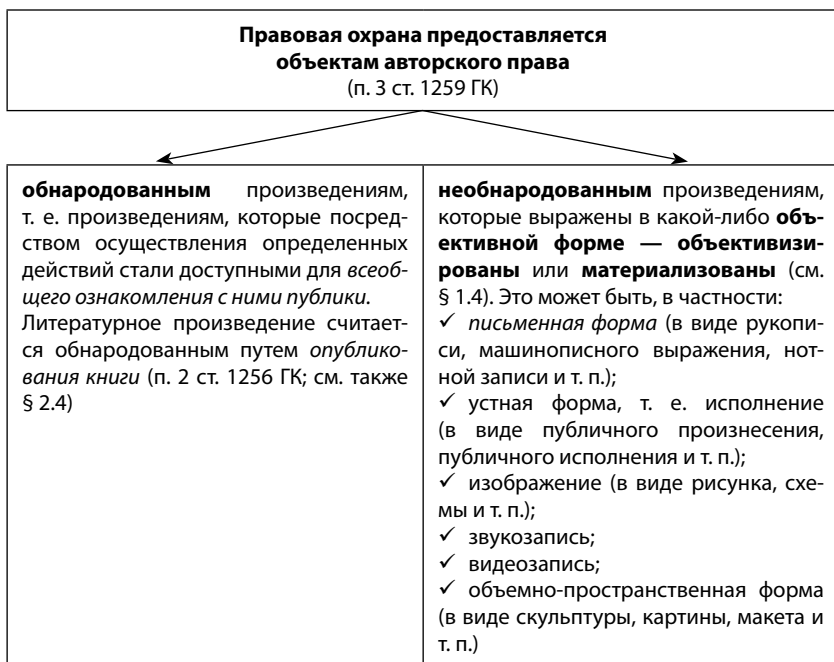 Правовая охрана предоставляется
объектам авторского права
(п. 3 ст. 1259 ГК)
обнародованным произведениям,
т. е. произведениям, которые посред-
ством осуществления определенных
действий стали доступными для всеоб-
щего ознакомления с ними публики.
Литературное произведение считает-
ся обнародованным путем опублико-
вания книги (п. 2 ст. 1256 ГК; см. также
§ 2.4)
необнародованным произведениям,
которые выражены в какой-либо объ-
ективной форме — объективизи-
рованы или материализованы (см.
§ 1.4). Это может быть, в частности:
✓ письменная форма (в виде рукопи-
си, машинописного выражения, нот-
ной записи и т. п.);
✓ устная форма, т. е. исполнение
(в виде публичного произнесения,
публичного исполнения и т. п.);
✓ изображение (в виде рисунка, схе-
мы и т. п.);
✓ звукозапись;
✓ видеозапись;
✓ объемно-пространственная форма
(в виде скульптуры, картины, макета и
т. п.)